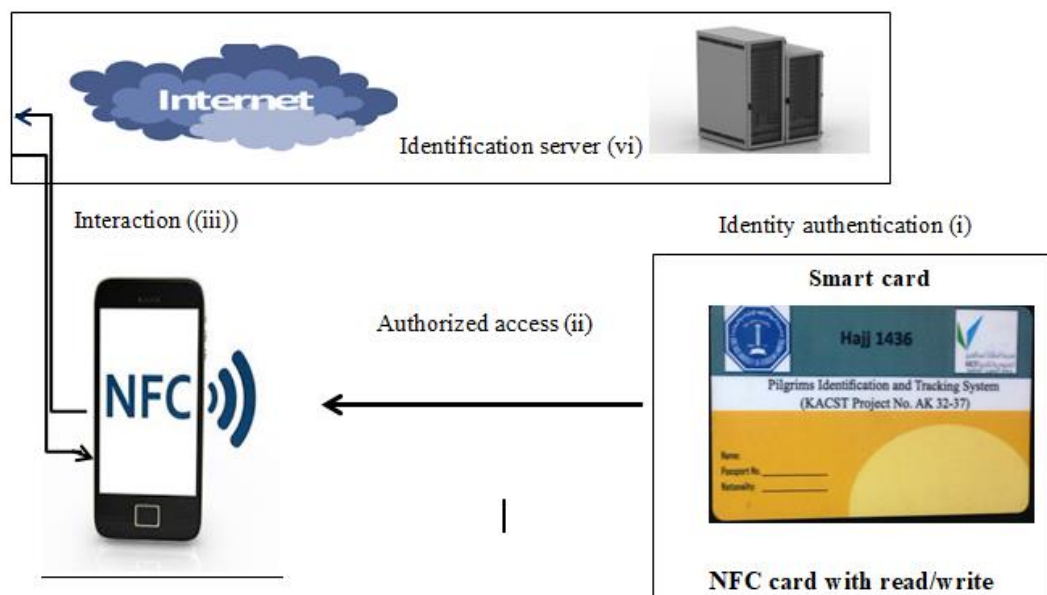 Internet
Identification server (vi)
Interaction ((iii))
Identity authentication (i)
Smart card
Authorized access (ii)
Hajj 1436
Pilgrims Identification and Tracking System
(KACST Project No. AK 32-37)
NFC
Name:
Passport No.
Nationality:
NFC card with read/write